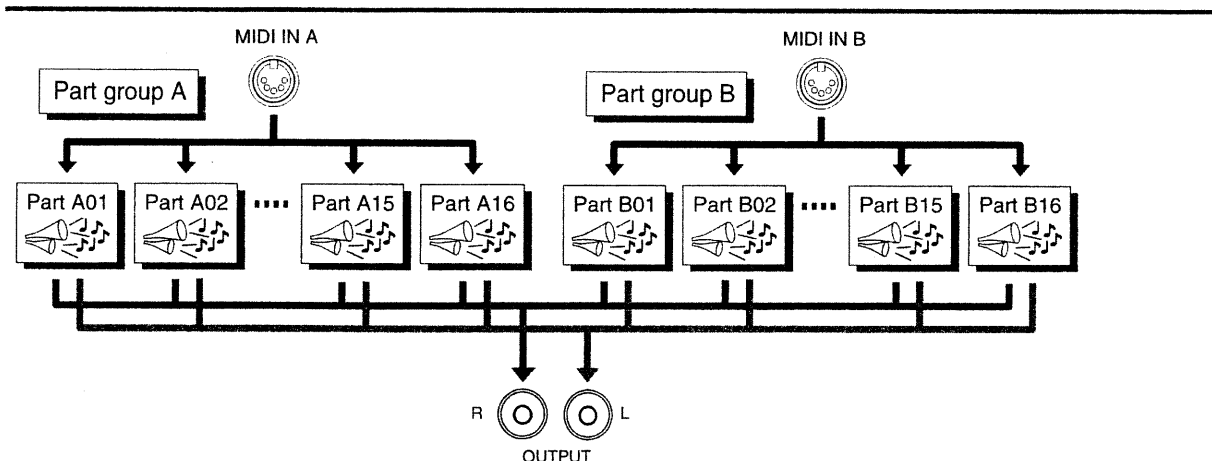 MIDI IN A
MIDI IN B
Part group A
Part group B
Part A01
Part A02
Part A15
Part A16
Part B01
Part B02
Part B15
Part B16
R
L
OUTPUT